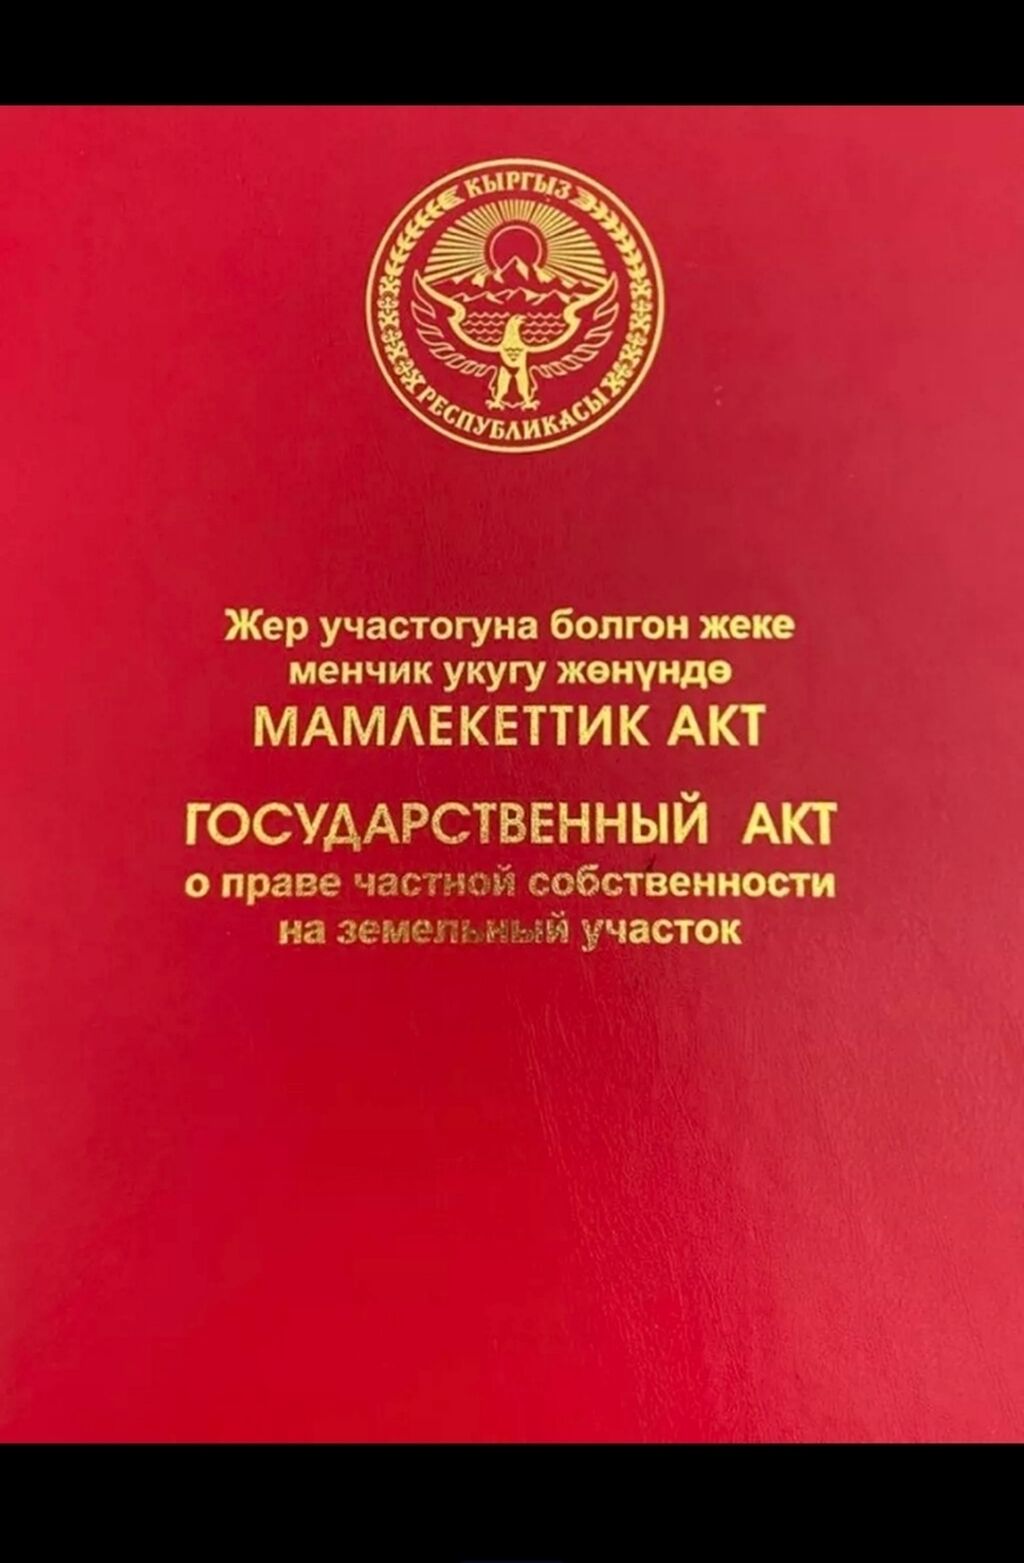 КЫРГЫЗ
РЕСПУБЛИКАСЫ
Жер участогуна болгон жеке
менчик укугу жөнүндө
МАМЛЕКЕТТИК АКТ
ГОСУДАРСТВЕННЫЙ АКТ
о праве частной собственности
на земельный участок